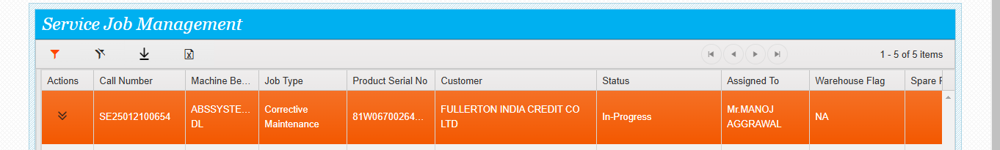 Service Job Management
1 - 5 of 5 items
Actions Call Number Machine Be... Job Type Product Serial No Customer Status Assigned To Warehouse Flag Spare
SE25012100654 ABSSYSTE... DL Corrective Maintenance 81W06700264... FULLERTON INDIA CREDIT CO LTD In-Progress Mr.MANOJ AGGRAWAL NA